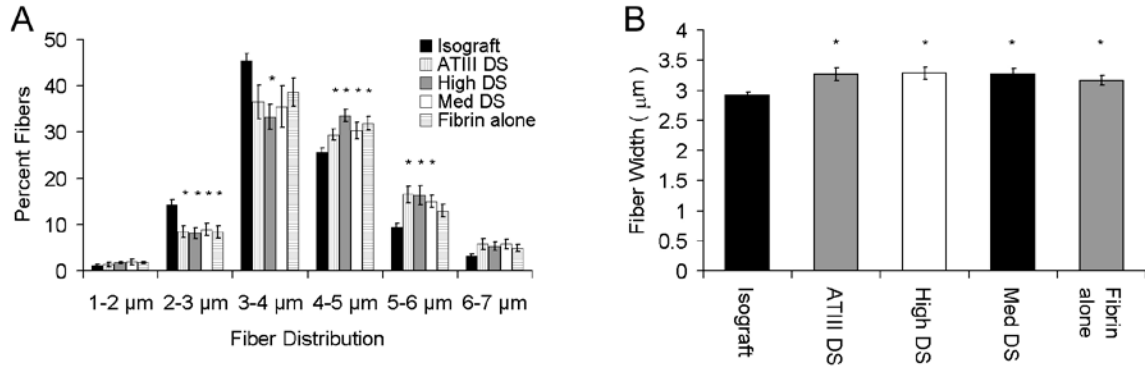 A
50
40
30
20
10
0
Percent Fibers
Isograft
ATIII DS
High DS
Med DS
Fibrin alone
* * * *
*
* * * *
* * *
1-2 µm 2-3 µm 3-4 µm 4-5 µm 5-6 µm 6-7 µm
Fiber Distribution
B
4
3.5
3
2.5
2
1.5
1
0.5
0
Fiber Width ( µm )
* * * *
Isograft
ATIII DS
High DS
Med DS
Fibrin
alone